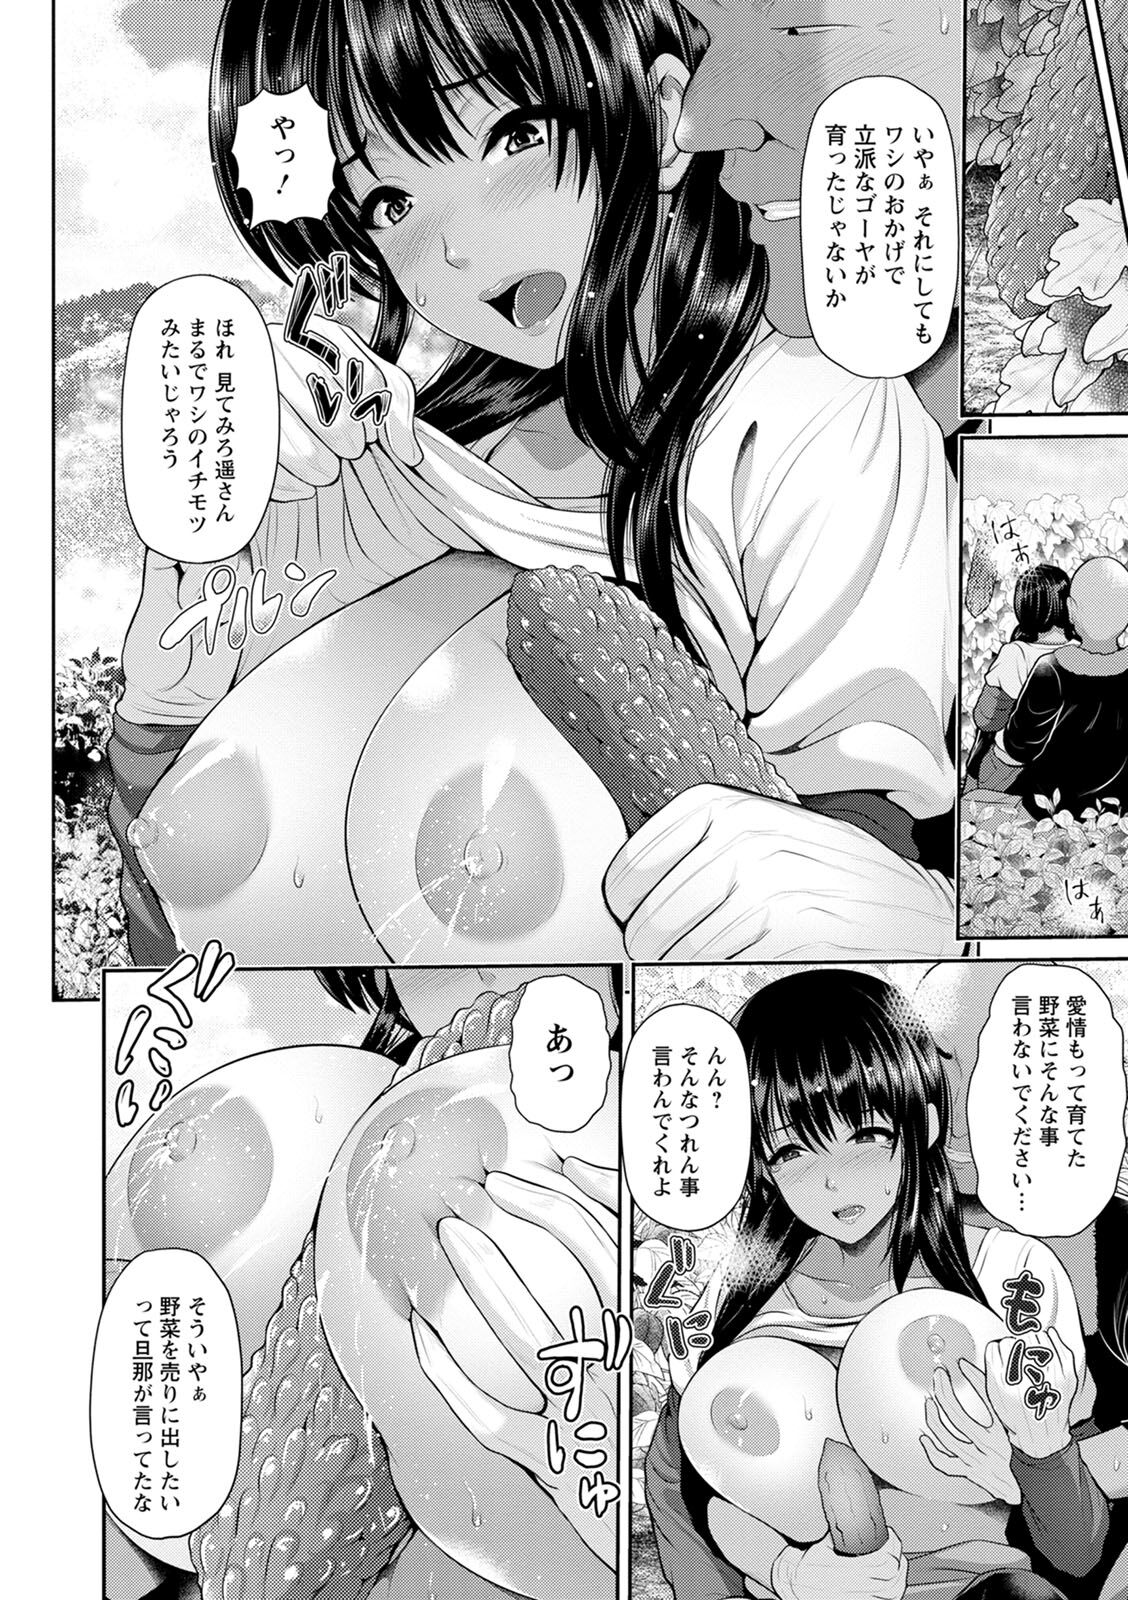 いやぁ それにしても
ワシのおかげで
立派なゴーヤが
育ったじゃないか
やっ！
ぐいっ
ほれ 見てみろ遥さん
まるでワシのイチモツ
みたいじゃろう
プルン
はぁ
はぁ
愛情もって育てた
野菜にそんな事
言わないでください…
んん？
そんなつれん事
言わんでくれよ
もにゅ
ぐに
あっ
ぐに
ずにゅ
そういやぁ
野菜を売りに出したい
って旦那が言ってたな